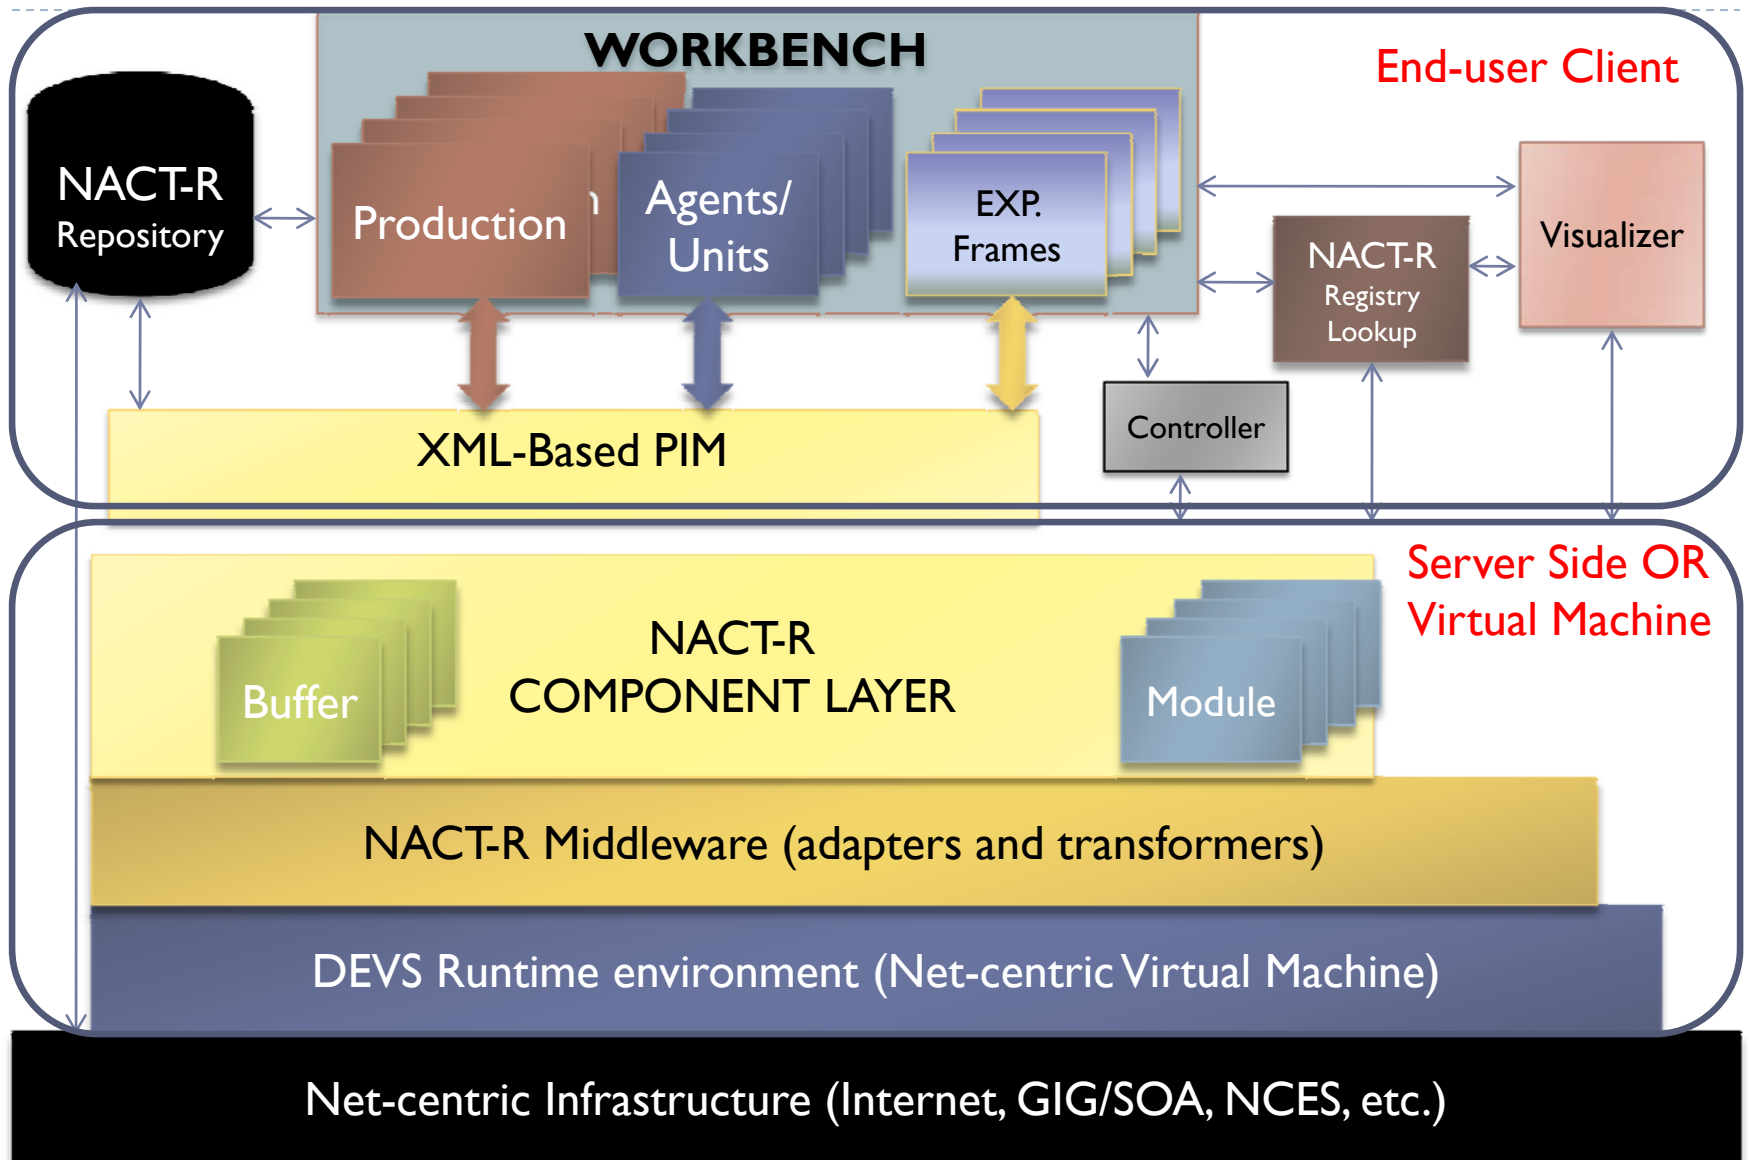 WORKBENCH
End-user Client
NACT-R
Repository
Production
n
Agents/
Units
EXP.
Frames
NACT-R
Registry
Lookup
Visualizer
Controller
XML-Based PIM
Server Side OR
Virtual Machine
NACT-R
COMPONENT LAYER
Buffer
Module
NACT-R Middleware (adapters and transformers)
DEVS Runtime environment (Net-centric Virtual Machine)
Net-centric Infrastructure (Internet, GIG/SOA, NCES, etc.)